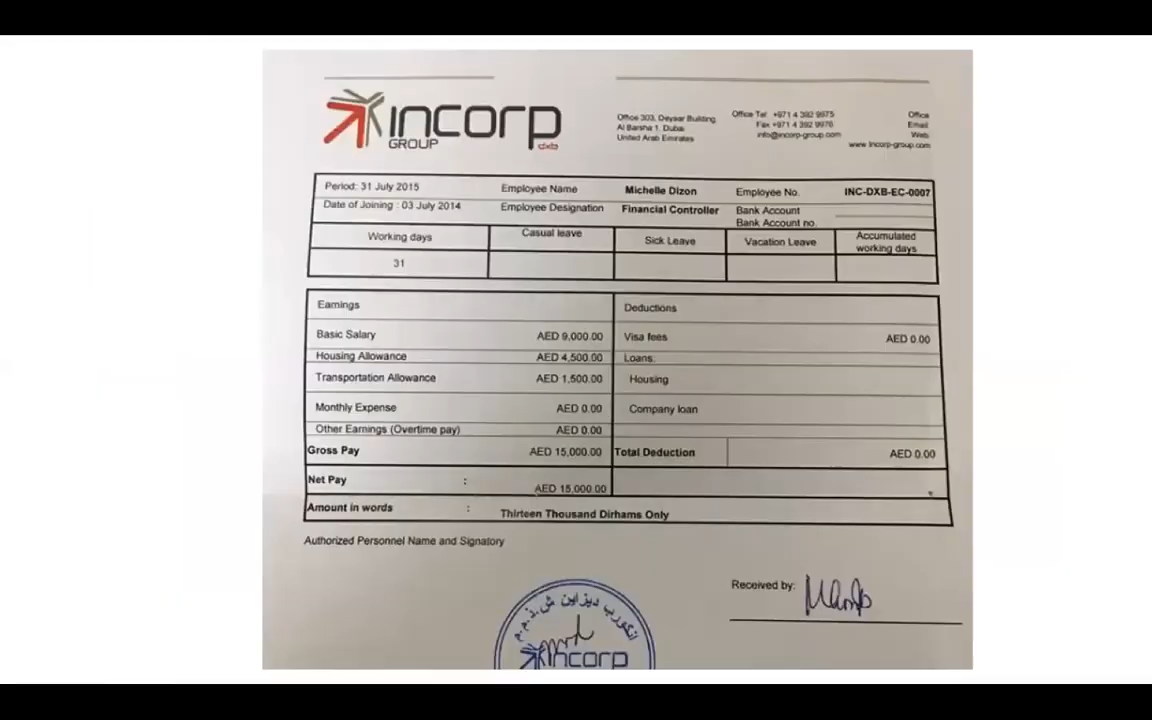 incorp
GROUP
dxb
Office 303, Deyaar Building
Al Barsha 1, Dubai
United Arab Emirates
Office Tel +971 4 392 9975
Fax +971 4 392 9976
info@incorp-group.com
Office
Email
Web
www.incorp-group.com
Period: 31 July 2015 Employee Name Michelle Dizon Employee No. INC-DXB-EC-0007
Date of Joining : 03 July 2014 Employee Designation Financial Controller Bank Account
Bank Account no.
Working days Casual leave Sick Leave Vacation Leave Accumulated working days
31
Earnings Deductions
Basic Salary AED 9,000.00 Visa fees AED 0.00
Housing Allowance AED 4,500.00 Loans:
Transportation Allowance AED 1,500.00 Housing
Monthly Expense AED 0.00 Company loan
Other Earnings (Overtime pay) AED 0.00
Gross Pay AED 15,000.00 Total Deduction AED 0.00
Net Pay : AED 15,000.00
Amount in words : Thirteen Thousand Dirhams Only
Authorized Personnel Name and Signatory
Received by:
انكورب ديزاين ش.ذ.م.م
incorp